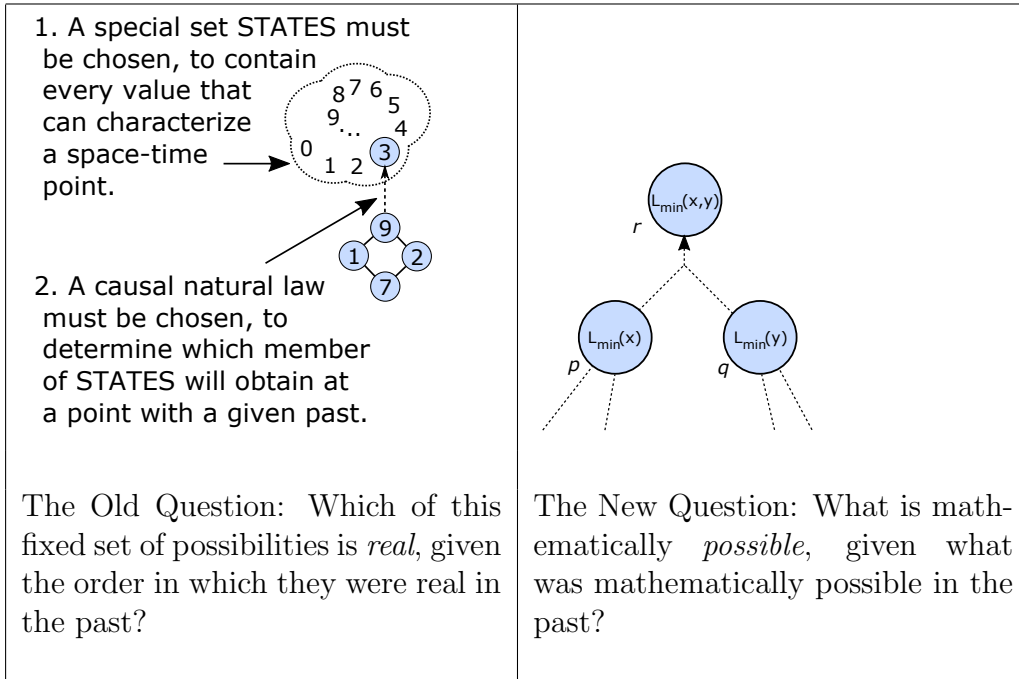 1. A special set STATES must
be chosen, to contain
every value that
can characterize
a space-time
point.
8 7 6
9 5
... 4
0 1 2 3
9
1 2
7
2. A causal natural law
must be chosen, to
determine which member
of STATES will obtain at
a point with a given past.
The Old Question: Which of this
fixed set of possibilities is real, given
the order in which they were real in
the past?
L_min(x,y)
r
L_min(x) L_min(y)
p q
The New Question: What is math-
ematically possible, given what
was mathematically possible in the
past?